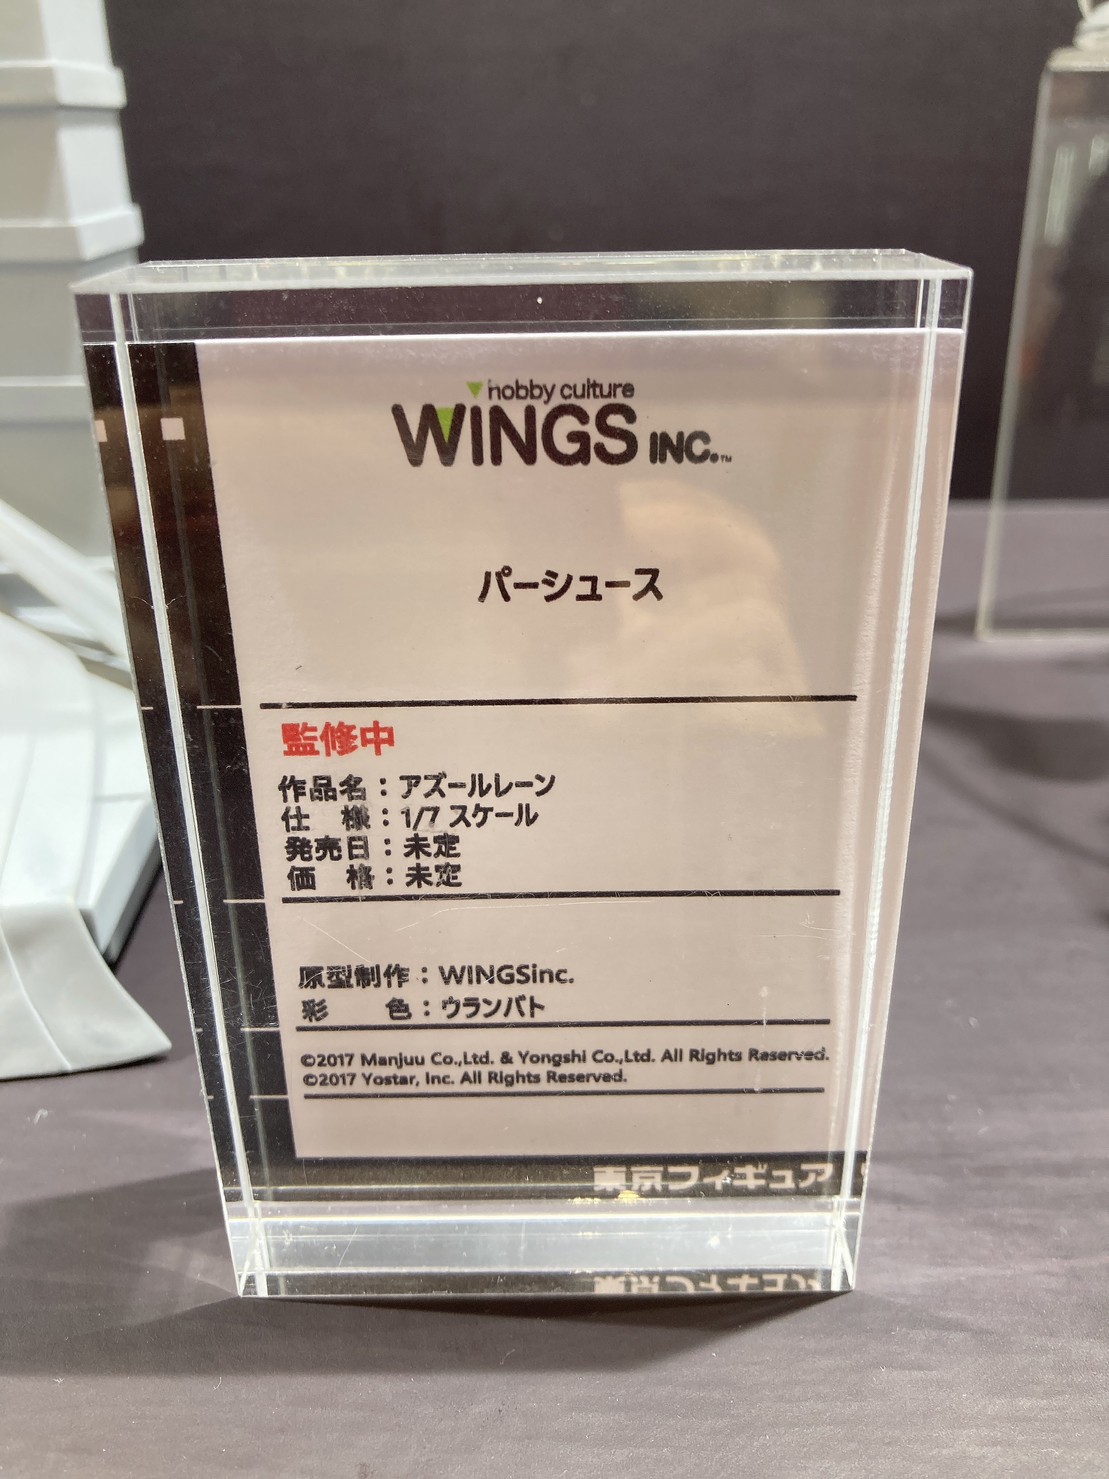 hobby culture
WINGS INC.™
パーシュース
監修中
作品名：アズールレーン
仕　様：1/7 スケール
発売日：未定
価　格：未定
原型制作：WINGSinc.
彩　　色：ウランバト
©2017 Manjuu Co.,Ltd. & Yongshi Co.,Ltd. All Rights Reserved.
©2017 Yostar, Inc. All Rights Reserved.
東京フィギュア